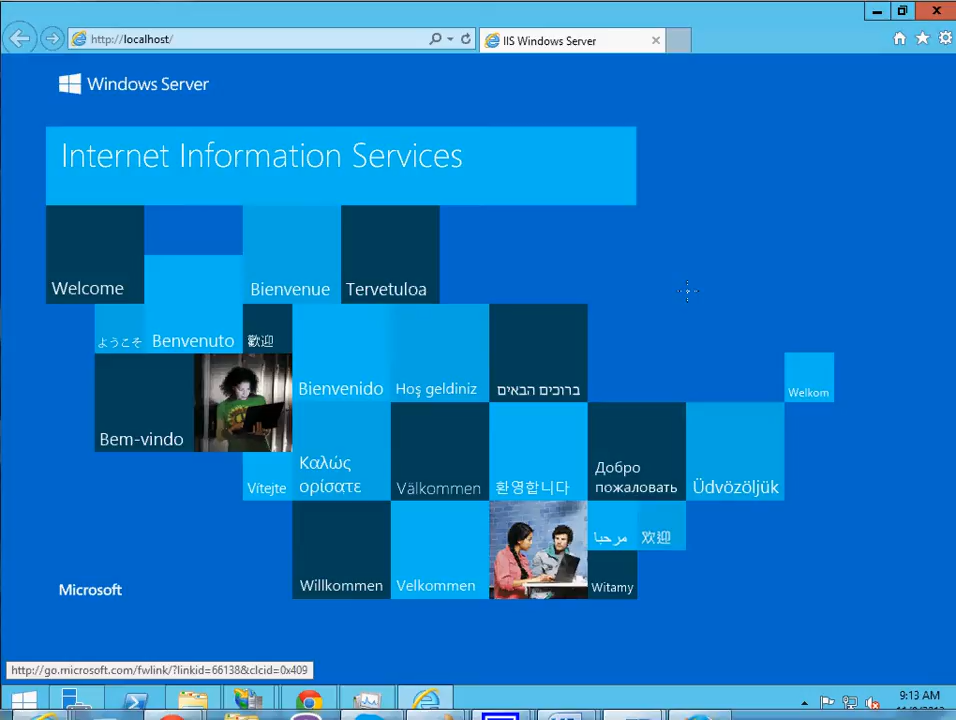 http://localhost/
IIS Windows Server
Windows Server
Internet Information Services
Welcome
Bienvenue
Tervetuloa
ようこそ
Benvenuto
歡迎
Bienvenido
Hoş geldiniz
ברוכים הבאים
Welkom
Bem-vindo
Vítejte
Καλώς
ορίσατε
Välkommen
환영합니다
Добро
пожаловать
Üdvözöljük
Willkommen
Velkommen
مرحبا
欢迎
Witamy
Microsoft
http://go.microsoft.com/fwlink/?linkid=66138&clcid=0x409
9:13 AM